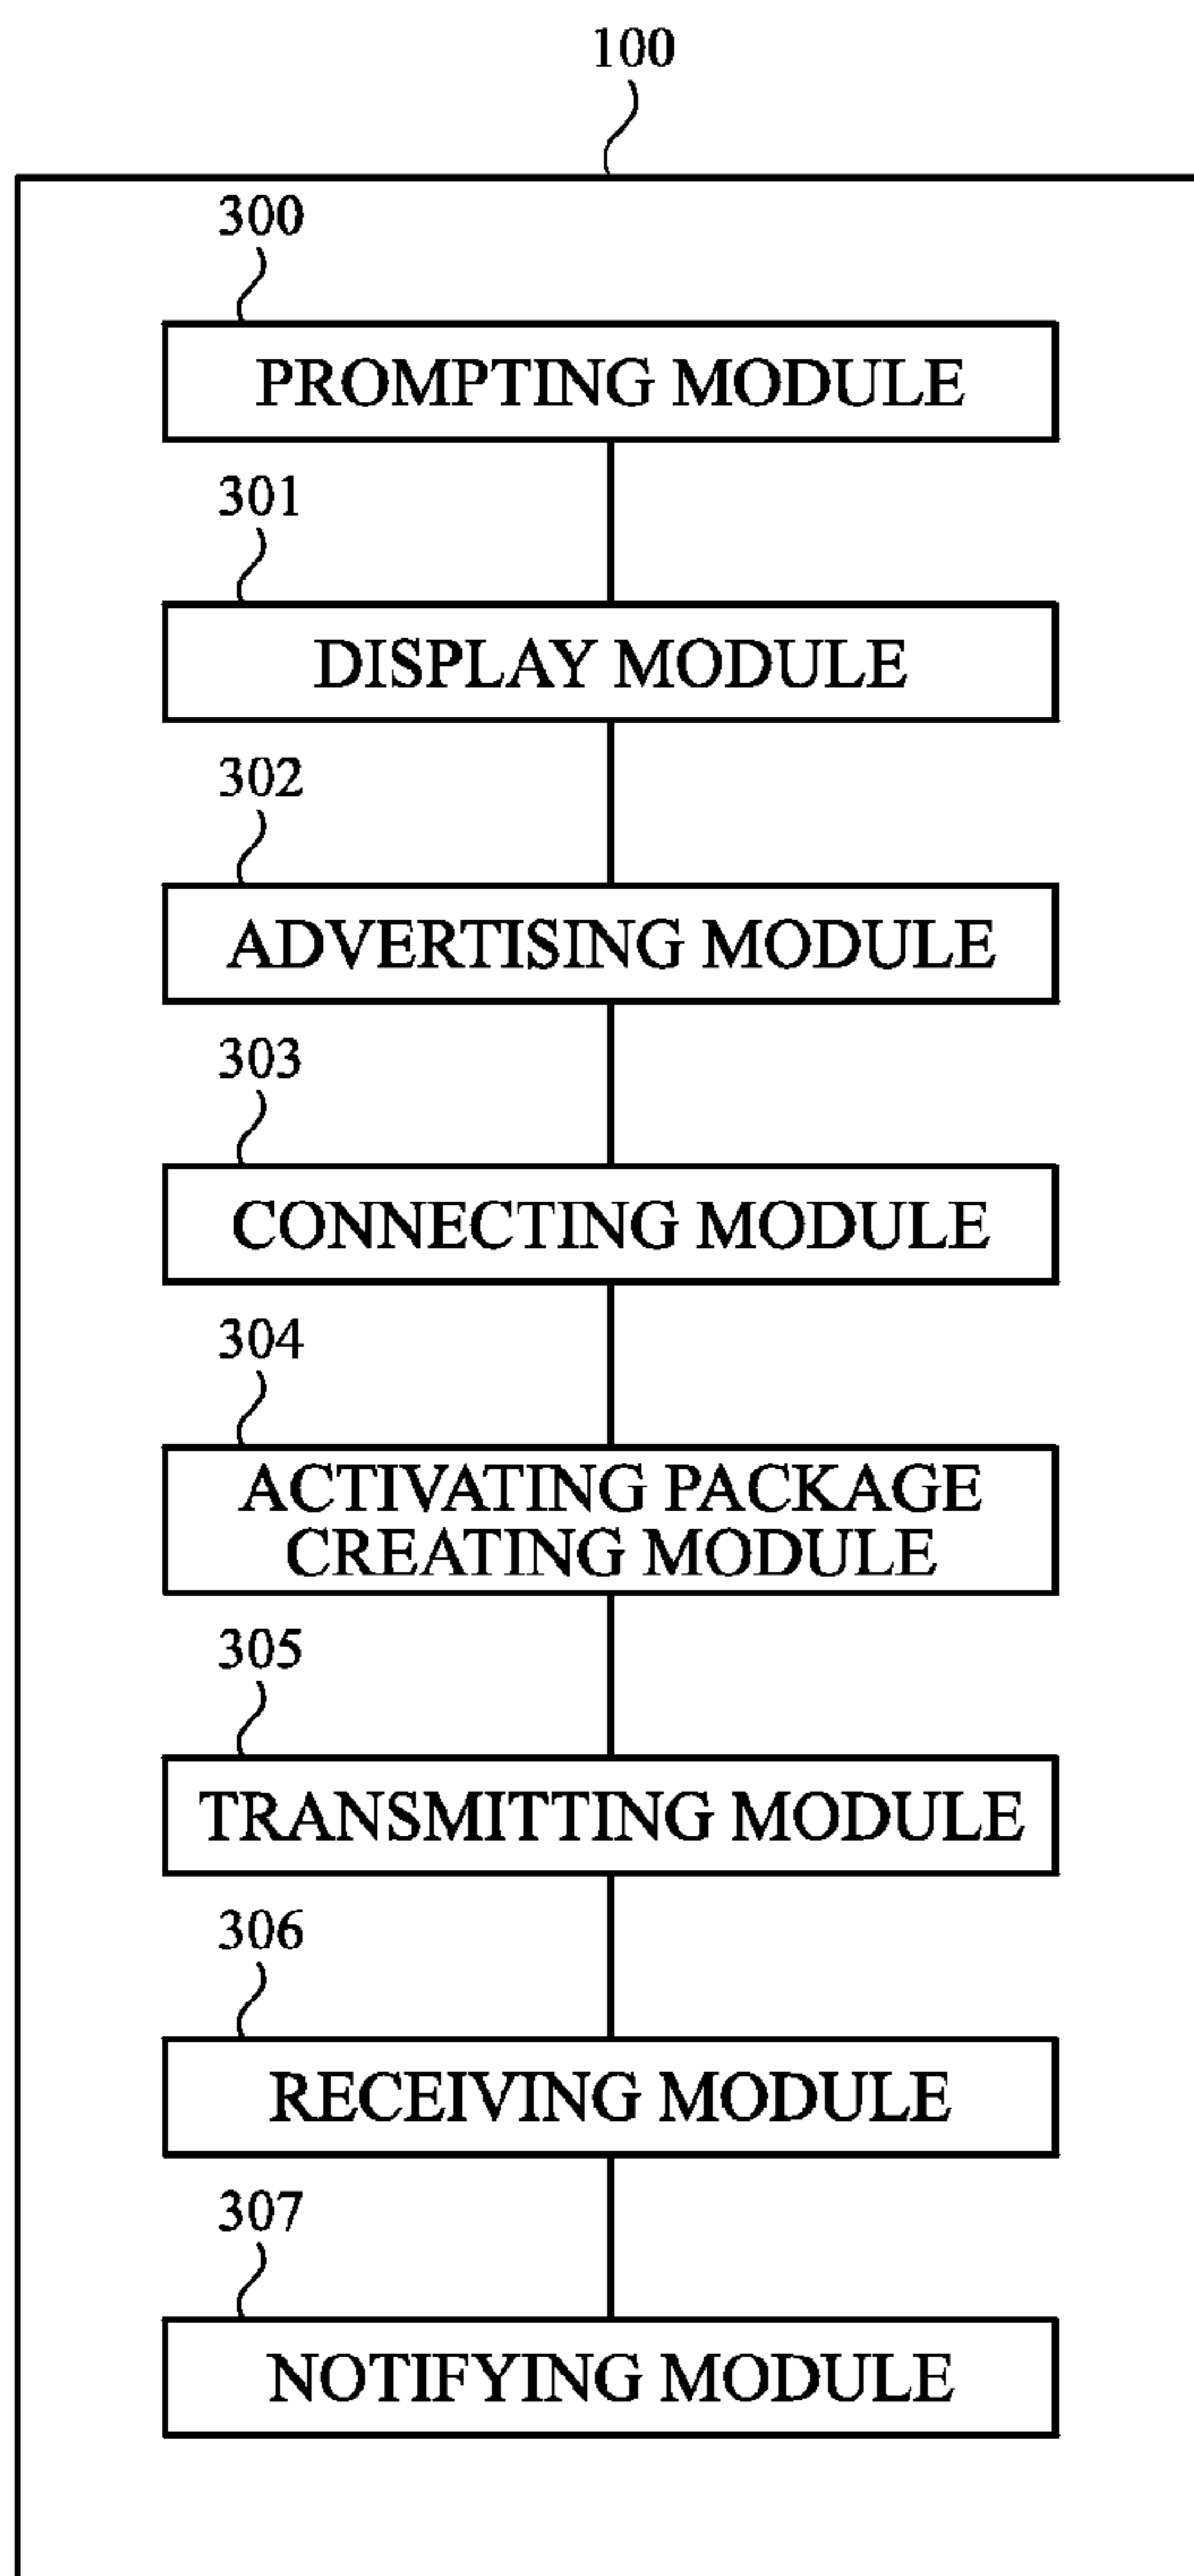 100
300
PROMPTING MODULE
301
DISPLAY MODULE
302
ADVERTISING MODULE
303
CONNECTING MODULE
304
ACTIVATING PACKAGE
CREATING MODULE
305
TRANSMITTING MODULE
306
RECEIVING MODULE
307
NOTIFYING MODULE